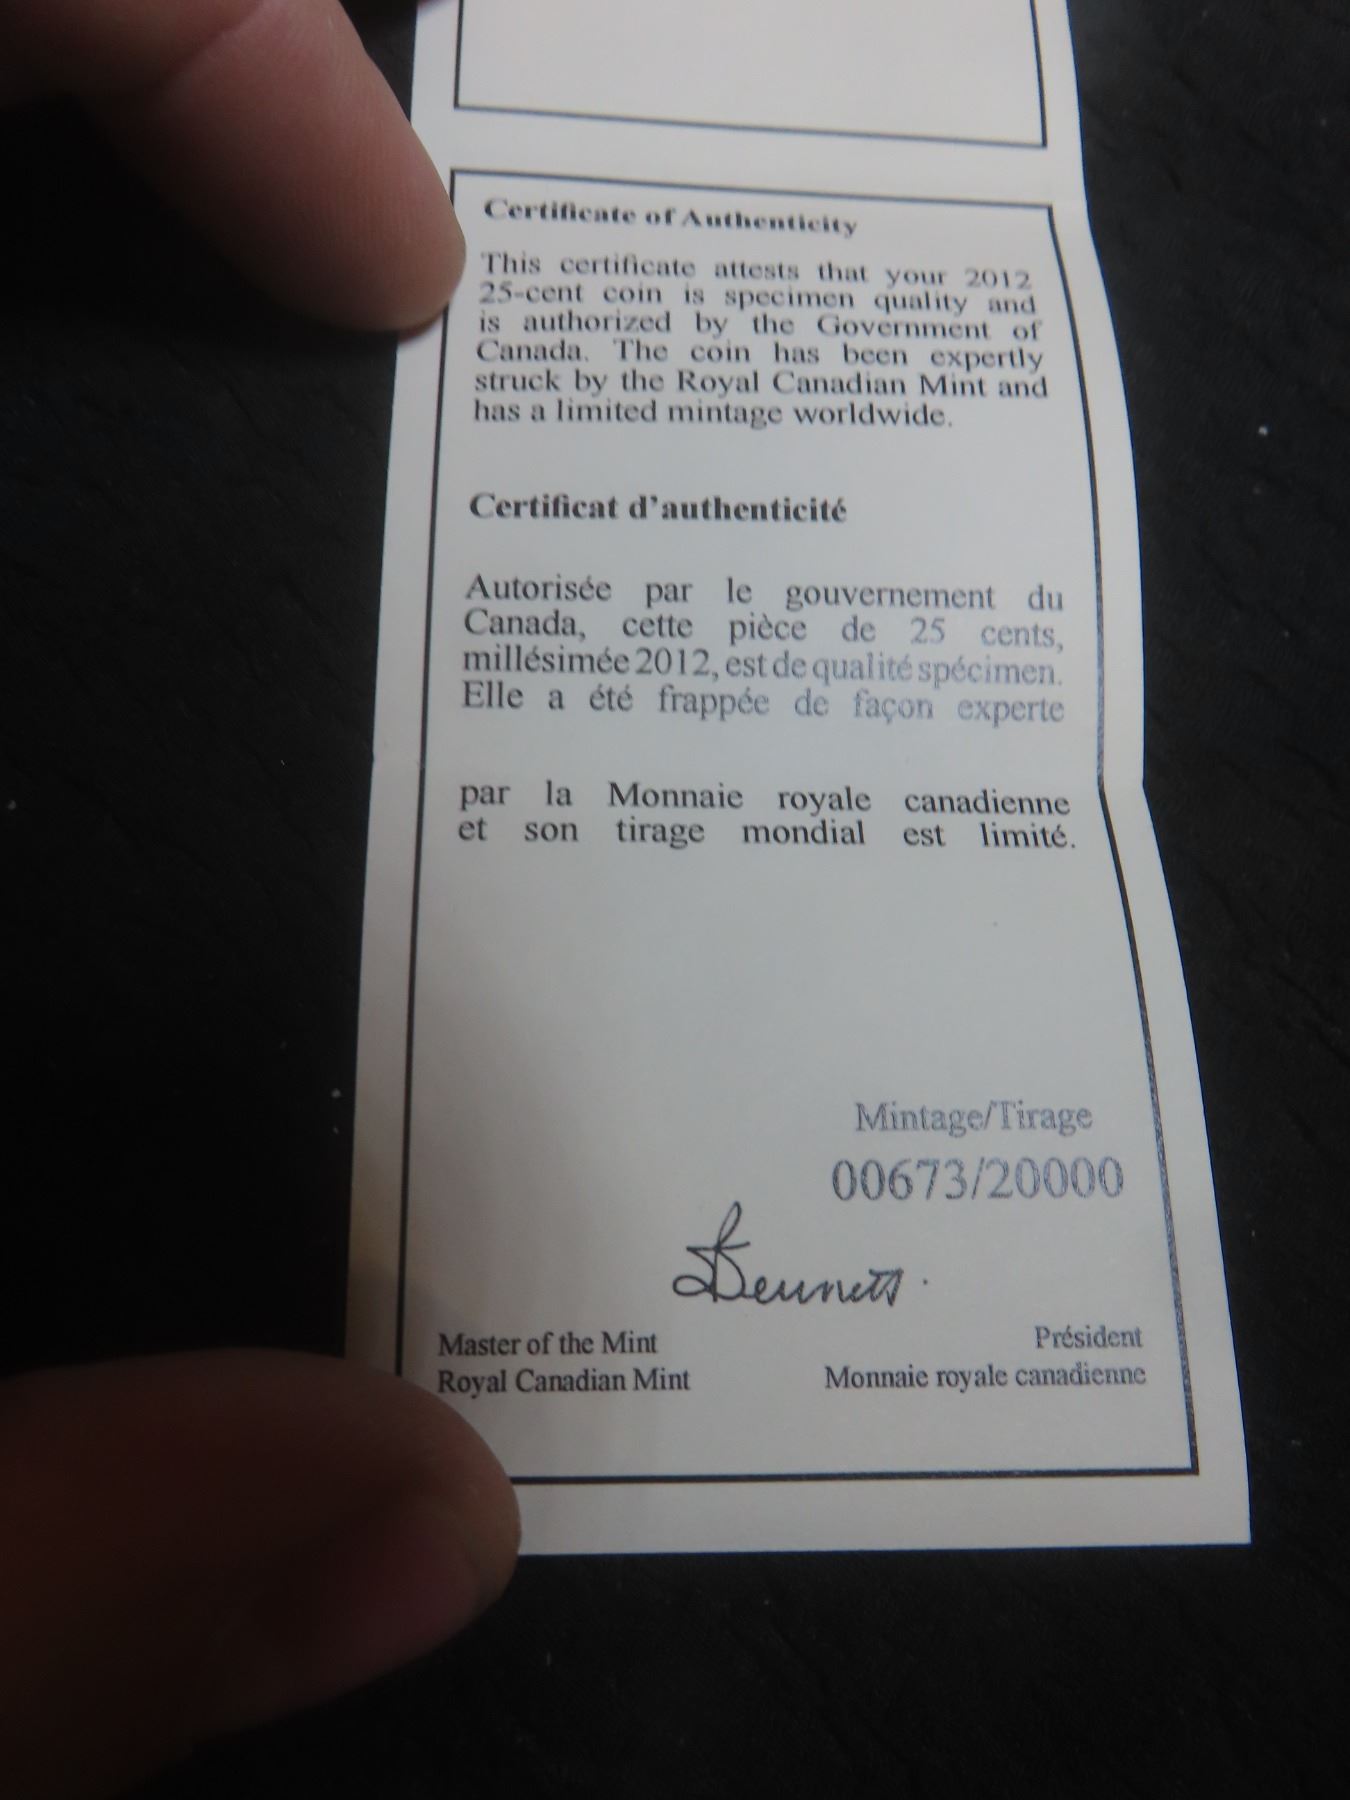 Certificate of Authenticity
This certificate attests that your 2012
25-cent coin is specimen quality and
is authorized by the Government of
Canada. The coin has been expertly
struck by the Royal Canadian Mint and
has a limited mintage worldwide.
Certificat d'authenticité
Autorisée par le gouvernement du
Canada, cette pièce de 25 cents,
millésimée 2012, est de qualité spécimen.
Elle a été frappée de façon experte
par la Monnaie royale canadienne
et son tirage mondial est limité.
Mintage/Tirage
00673/20000
Bennett
Master of the Mint
Royal Canadian Mint
Président
Monnaie royale canadienne